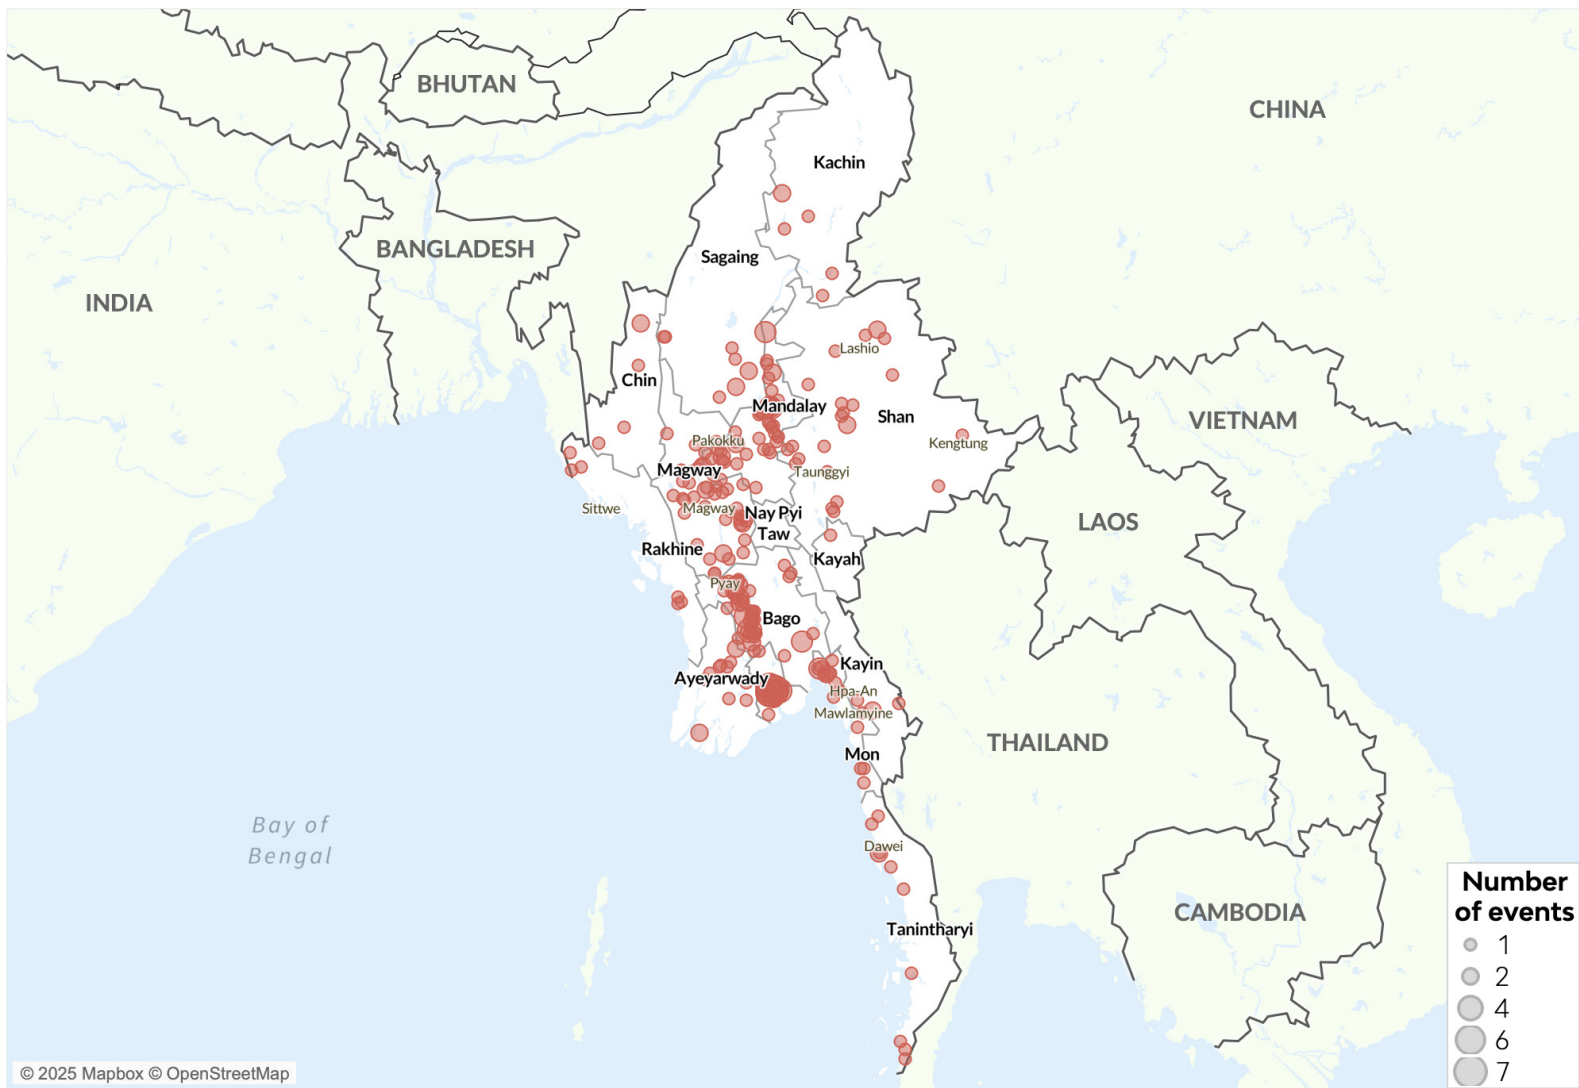 BHUTAN
CHINA
Kachin
BANGLADESH
Sagaing
INDIA
Lashio
Chin
Mandalay
Shan
VIETNAM
Pakokku
Kengtung
Magway
Taunggyi
Sittwe
Magway
Nay Pyi
Taw
LAOS
Rakhine
Kayah
Pyay
Bago
Kayin
Ayeyarwady
Hpa-An
Mawlamyine
THAILAND
Mon
Bay of
Bengal
Dawei
CAMBODIA
Tanintharyi
Number
of events
1
2
4
6
7
© 2025 Mapbox © OpenStreetMap